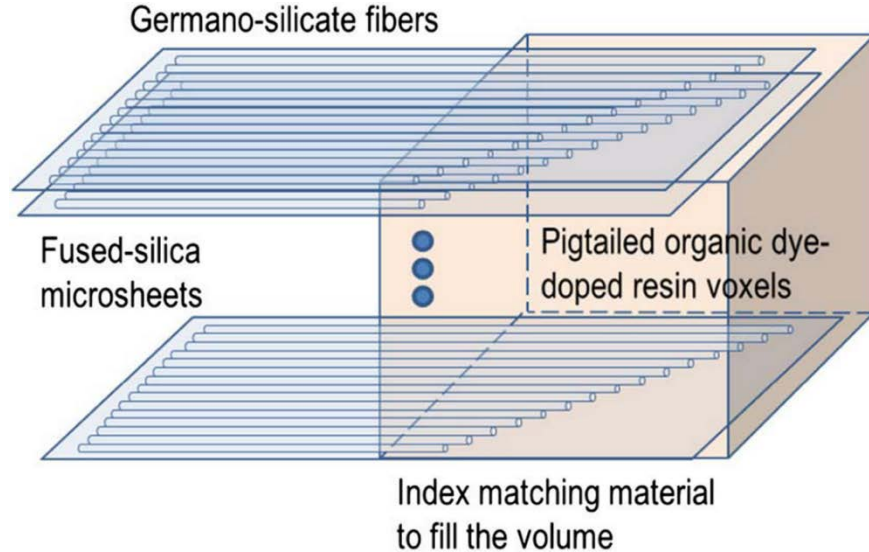 Germano-silicate fibers
Fused-silica
microsheets
Pigtailed organic dye-
doped resin voxels
Index matching material
to fill the volume